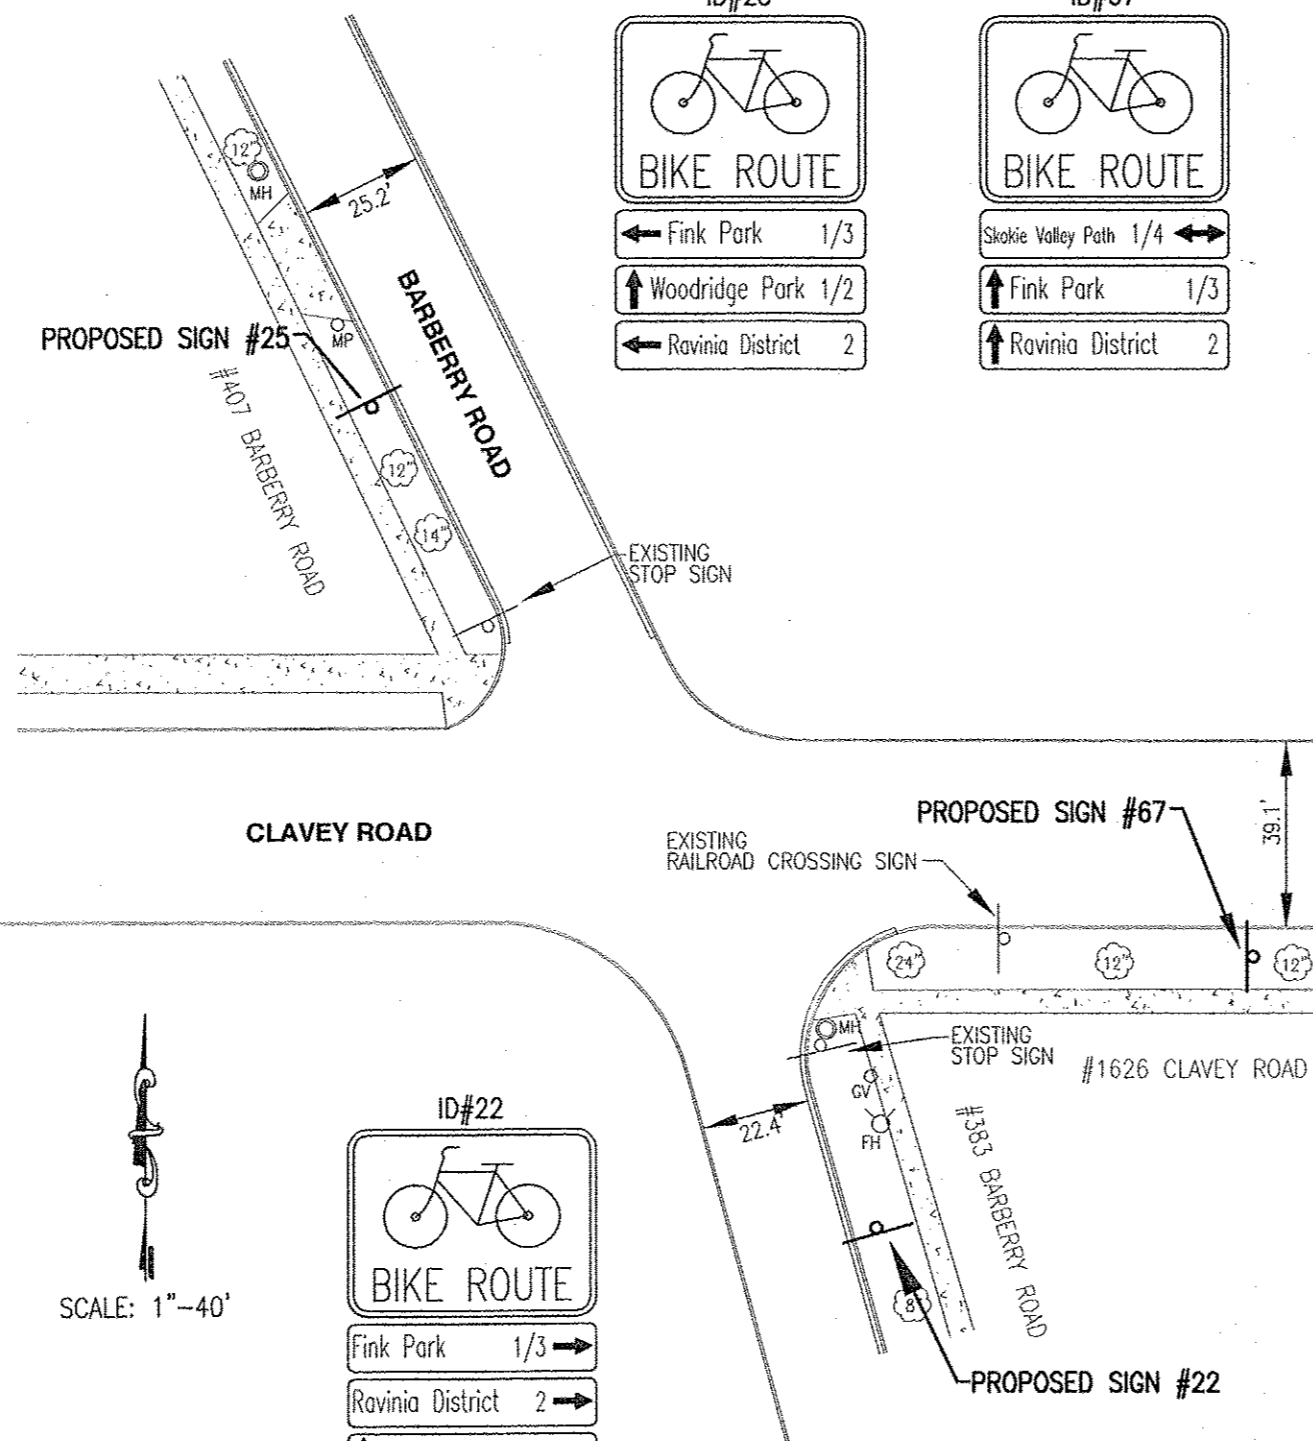 BIKE ROUTE
Fink Park 1/3
Woodridge Park 1/2
Ravinia District 2
BIKE ROUTE
Skokie Valley Path 1/4
Fink Park 1/3
Ravinia District 2
12"
MH
25.2'
BARBERRY ROAD
PROPOSED SIGN #25
MP
#407 BARBERRY ROAD
12"
14"
EXISTING
STOP SIGN
CLAVEY ROAD
39.1'
PROPOSED SIGN #67
EXISTING
RAILROAD CROSSING SIGN
24"
12"
12"
MH
EXISTING
STOP SIGN
#1626 CLAVEY ROAD
GV
22.4'
FH
#383 BARBERRY ROAD
8
PROPOSED SIGN #22
SCALE: 1"-40'
ID#22
BIKE ROUTE
Fink Park 1/3
Ravinia District 2